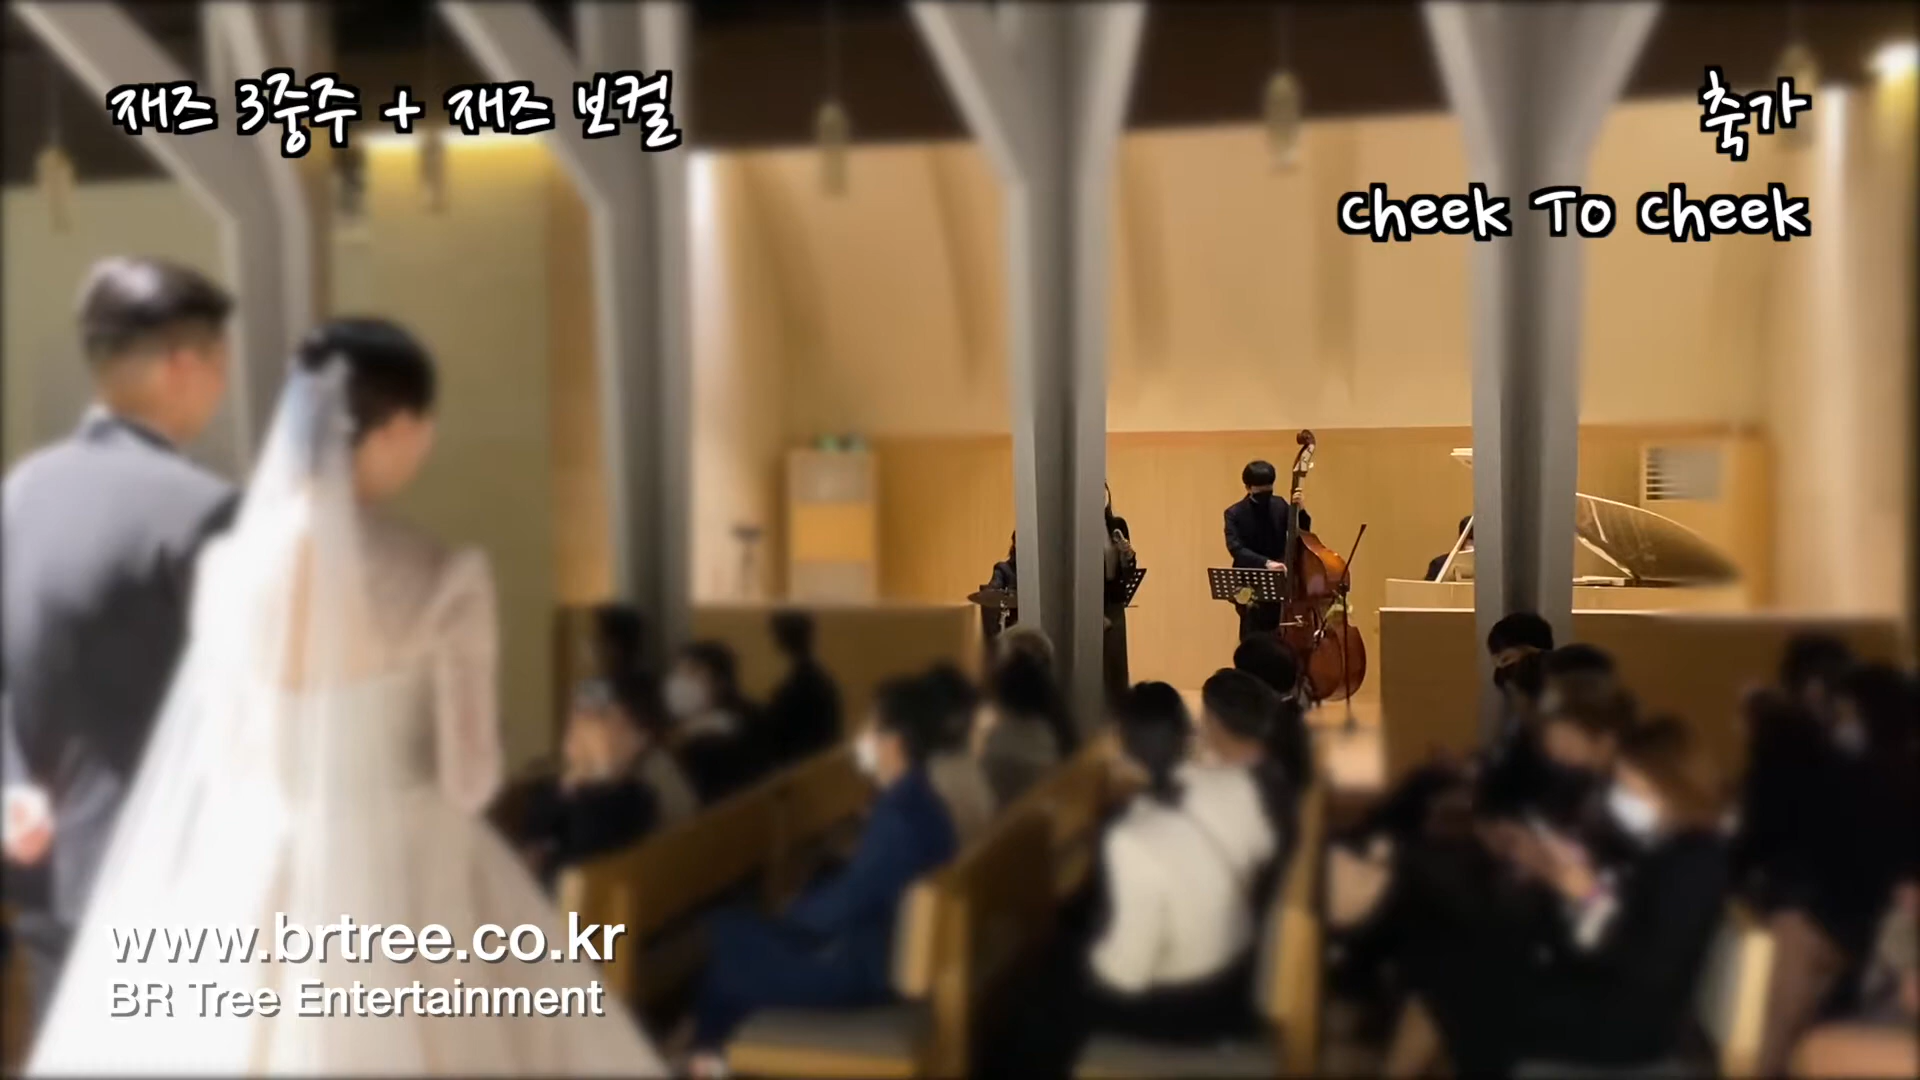 재즈 3중주 + 재즈 보컬
축가
Cheek To Cheek
www.brtree.co.kr
BR Tree Entertainment